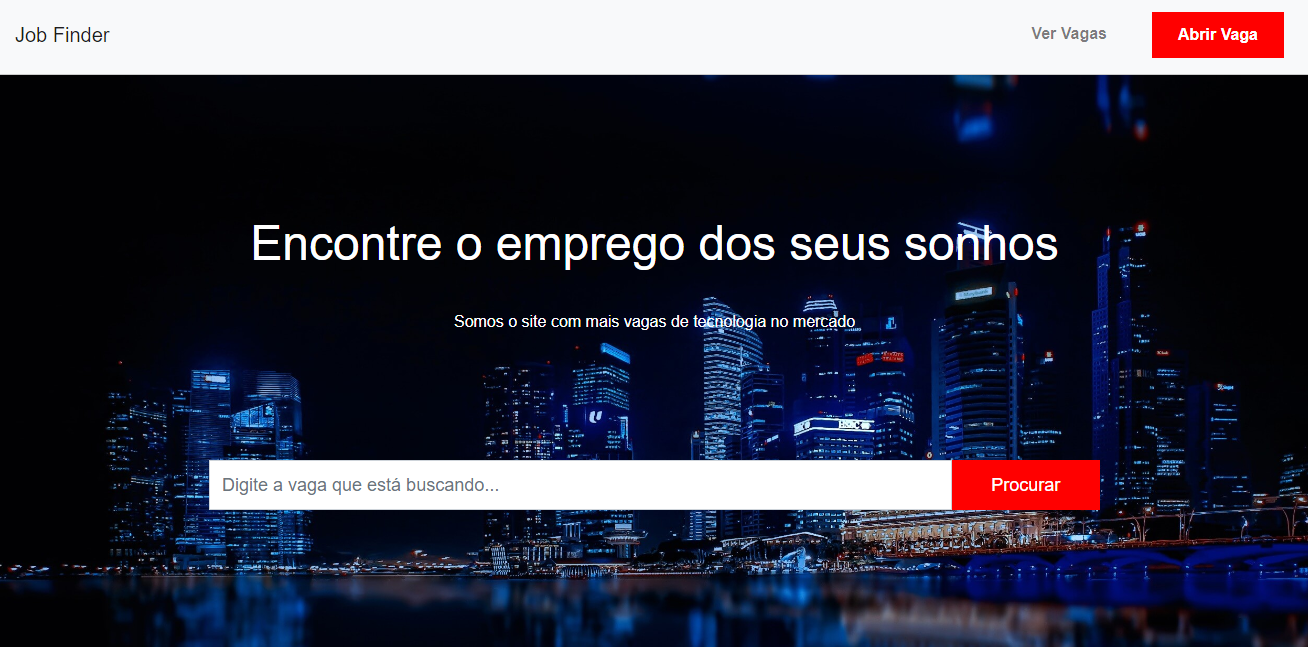 Job Finder
Ver Vagas
Abrir Vaga
Encontre o emprego dos seus sonhos
Somos o site com mais vagas de tecnologia no mercado
HSBC
Digite a vaga que está buscando...
Procurar